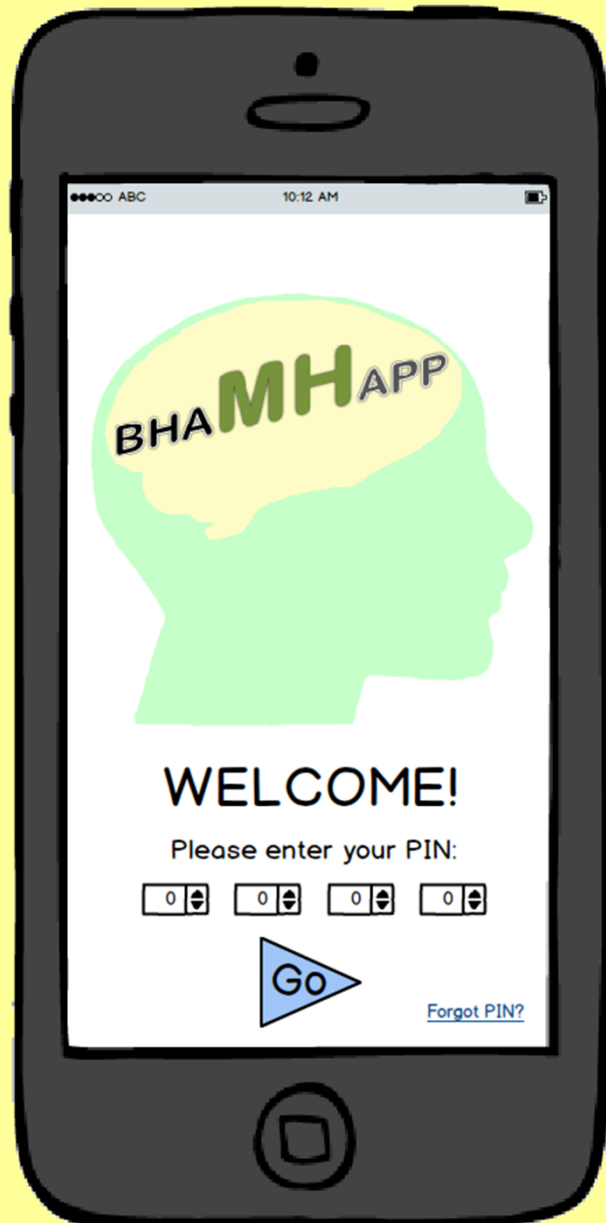 ABC 10:12 AM
BHAMHAPP
WELCOME!
Please enter your PIN:
0 0 0 0
Go
Forgot PIN?